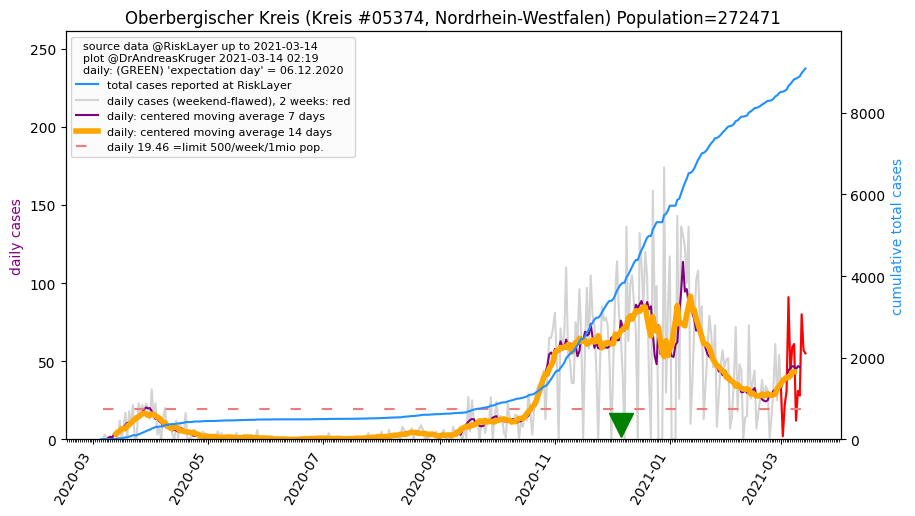 Oberbergischer Kreis (Kreis #05374, Nordrhein-Westfalen) Population=272471
source data @RiskLayer up to 2021-03-14
plot @DrAndreasKruger 2021-03-14 02:19
daily: (GREEN) 'expectation day' = 06.12.2020
total cases reported at RiskLayer
daily cases (weekend-flawed), 2 weeks: red
daily: centered moving average 7 days
daily: centered moving average 14 days
daily 19.46 =limit 500/week/1mio pop.
daily cases
250
200
150
100
50
0
cumulative total cases
8000
6000
4000
2000
0
2020-03
2020-05
2020-07
2020-09
2020-11
2021-01
2021-03